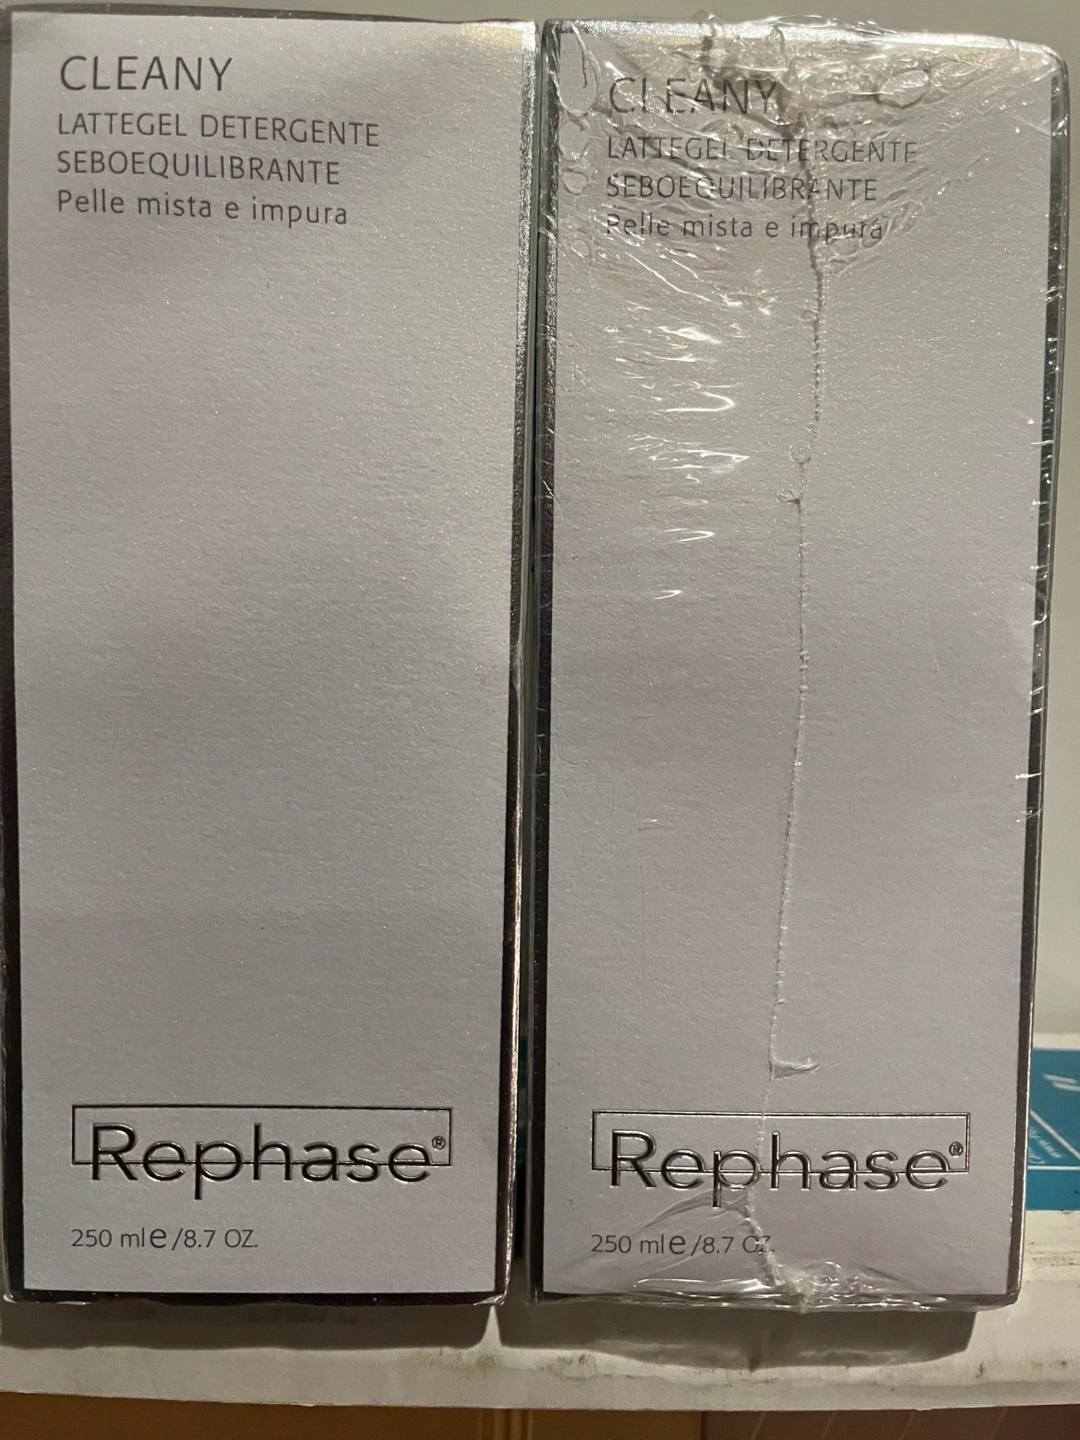 CLEANY
LATTEGEL DETERGENTE
SEBOEQUILIBRANTE
Pelle mista e impura
Rephase®
250 ml e /8.7 OZ.
CLEANY
LATTEGEL DETERGENTE
SEBOEQUILIBRANTE
Pelle mista e impura
Rephase®
250 ml e /8.7 OZ.